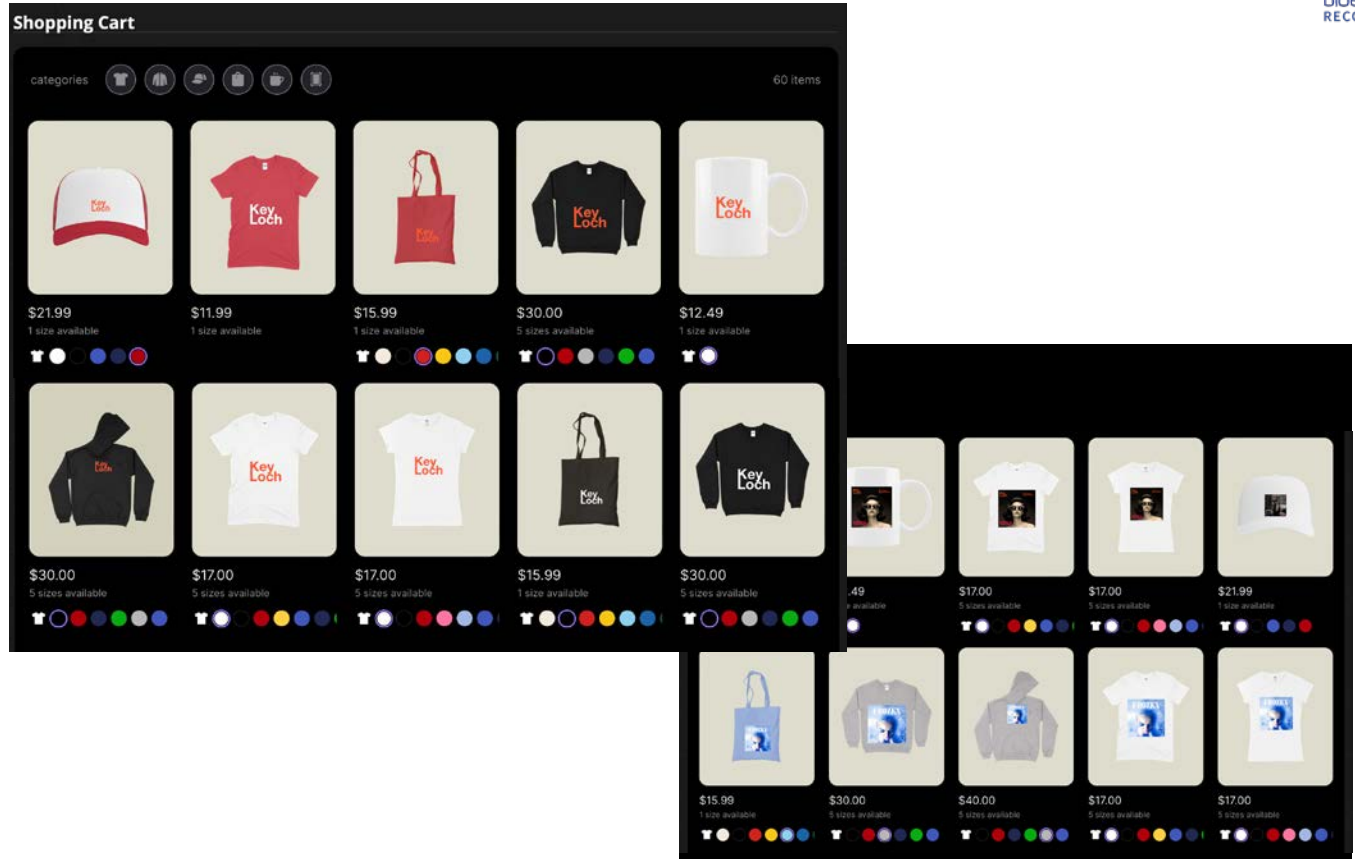 RECO
Shopping Cart
categories
60 items
Key
Loch
Key
Loch
Key
Loch
Key
Loch
Key
Loch
$21.99
$11.99
$15.99
$30.00
$12.49
1 size available
1 size available
1 size available
5 sizes available
1 size available
Key
Loch
Key
Loch
Key
Loch
Key
Loch
Key
Loch
$30.00
$17.00
$17.00
$15.99
$30.00
5 sizes available
5 sizes available
5 sizes available
1 size available
5 sizes available
.49
$17.00
$17.00
$21.99
available
5 sizes available
5 sizes available
1 size available
$15.99
$30.00
$40.00
$17.00
$17.00
1 size available
5 sizes available
5 sizes available
5 sizes available
5 sizes available